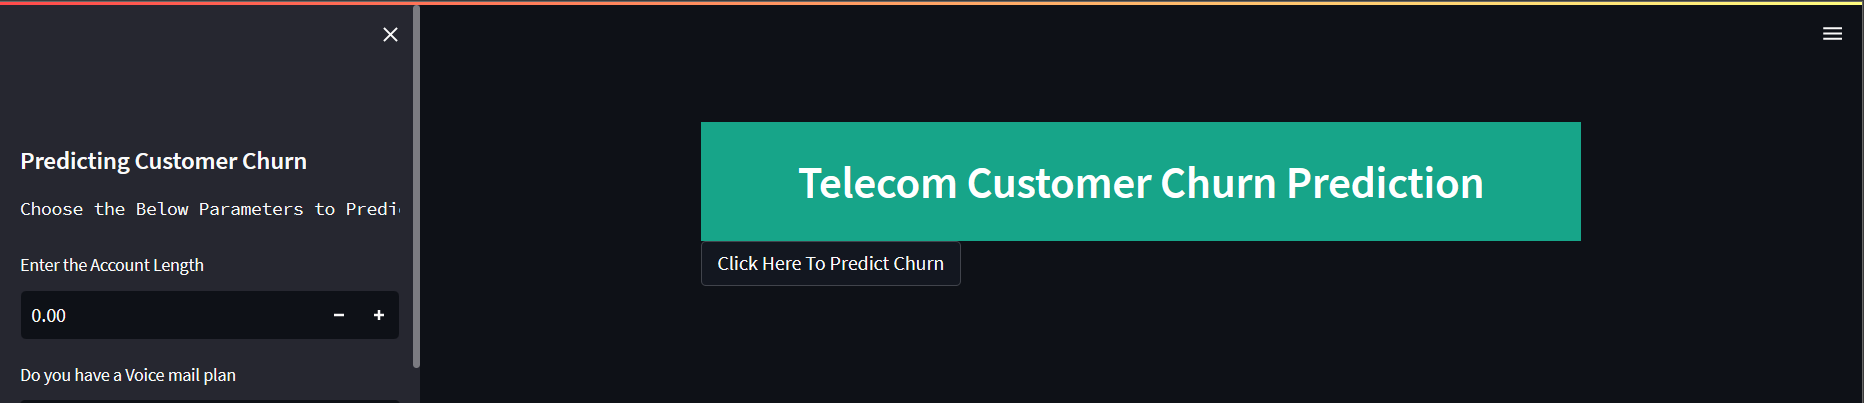 Predicting Customer Churn
Choose the Below Parameters to
Enter the Account Length
0.00
Do you have a Voice mail plan
Telecom Customer Churn Prediction
Click Here To Predict Churn